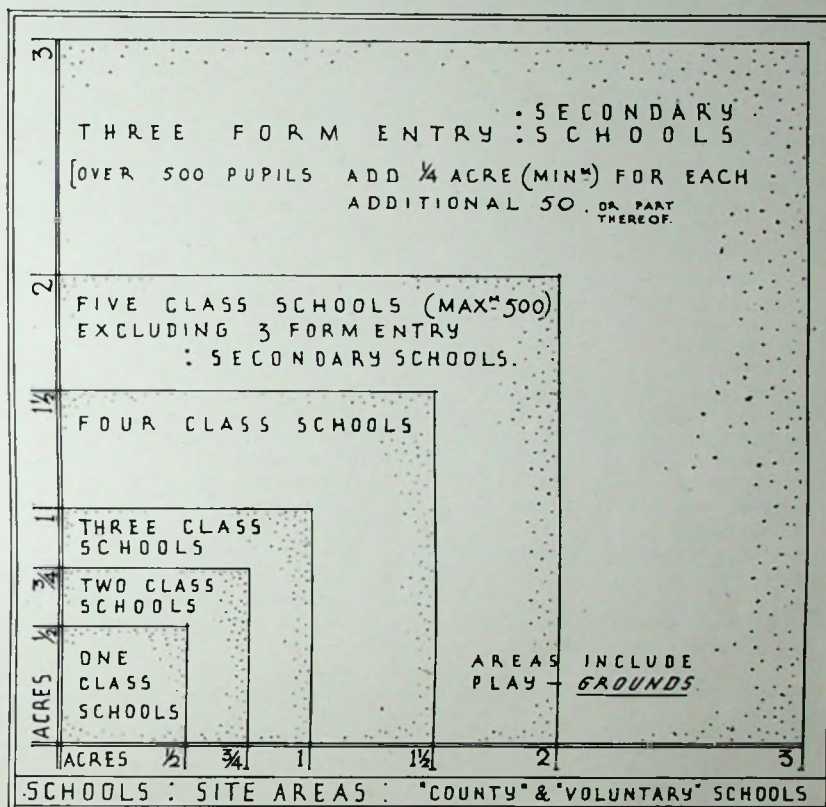 3
: SECONDARY
THREE FORM ENTRY : SCHOOLS
[OVER 500 PUPILS ADD ¼ ACRE (MINᴹ) FOR EACH
ADDITIONAL 50. OR PART
THEREOF.
2
FIVE CLASS SCHOOLS (MAXᴹ 500)
EXCLUDING 3 FORM ENTRY
: SECONDARY SCHOOLS.
1½
FOUR CLASS SCHOOLS
1
THREE CLASS
SCHOOLS
¾
TWO CLASS
SCHOOLS
½
ONE
CLASS
SCHOOLS
AREAS INCLUDE
PLAY - GROUNDS
ACRES
ACRES ½ ¾ 1 1½ 2 3
.SCHOOLS : SITE AREAS : "COUNTY" & "VOLUNTARY" SCHOOLS